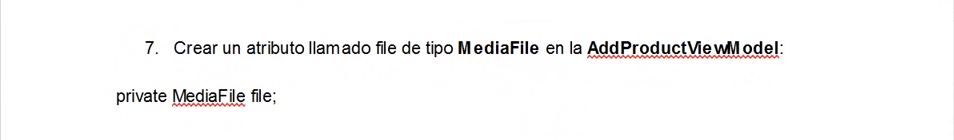 7. Crear un atributo llamado file de tipo MediaFile en la AddProductViewModel:
private MediaFile file;